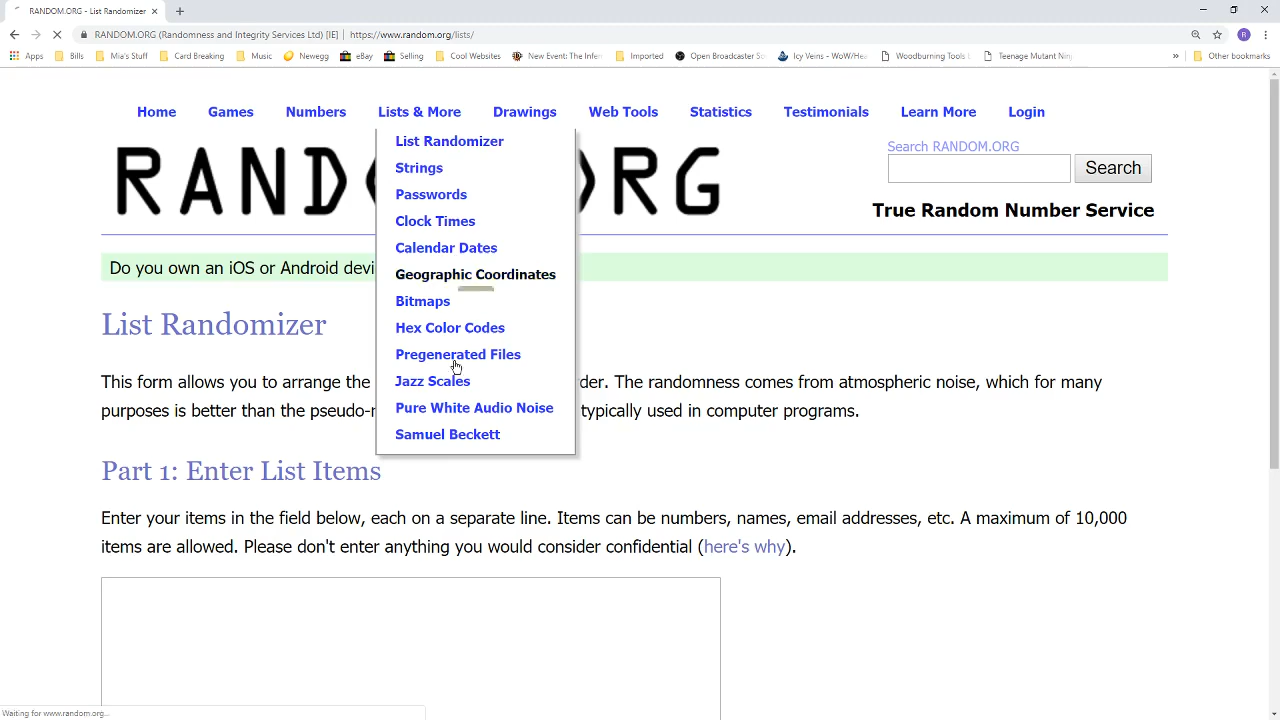 RANDOM.ORG - List Randomizer
RANDOM.ORG (Randomness and Integrity Services Ltd) [IE] | https://www.random.org/lists/
R
Apps Bills Mia's Stuff Card Breaking Music Newegg eBay Selling Cool Websites New Event: The Infern Imported Open Broadcaster So Icy Veins - WoW/Hea Woodburning Tools Teenage Mutant Ninj » Other bookmarks
Home Games Numbers Lists & More Drawings Web Tools Statistics Testimonials Learn More Login
List Randomizer
Strings
Passwords
Clock Times
Calendar Dates
Geographic Coordinates
Bitmaps
Hex Color Codes
Pregenerated Files
Jazz Scales
Pure White Audio Noise
Samuel Beckett
RAND RG
Search RANDOM.ORG
Search
True Random Number Service
Do you own an iOS or Android devi
List Randomizer
This form allows you to arrange the der. The randomness comes from atmospheric noise, which for many
purposes is better than the pseudo-r typically used in computer programs.
Part 1: Enter List Items
Enter your items in the field below, each on a separate line. Items can be numbers, names, email addresses, etc. A maximum of 10,000
items are allowed. Please don't enter anything you would consider confidential (here's why).
Waiting for www.random.org...